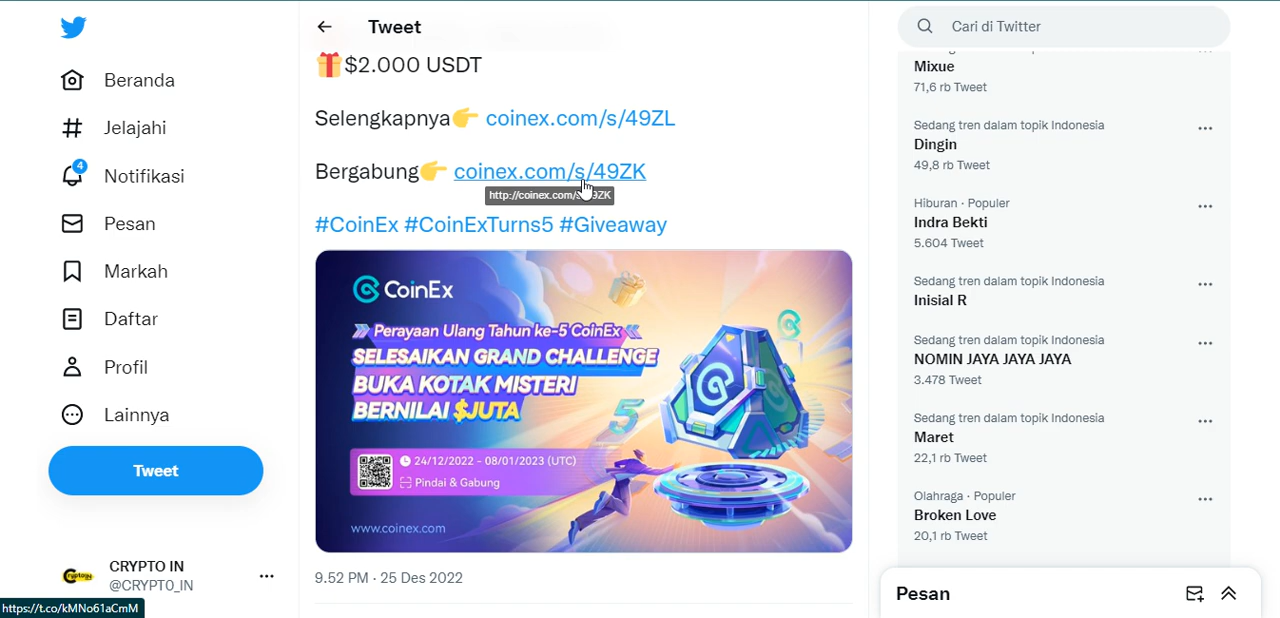 Beranda
Jelajahi
4
Notifikasi
Pesan
Markah
Daftar
Profil
Lainnya
Tweet
CRYPTO IN
@CRYPT0_IN
https://t.co/kMNo61aCmM
Tweet
$2.000 USDT
Selengkapnya👉 coinex.com/s/49ZL
Bergabung👉 coinex.com/s/49ZK
http://coinex.com/s/49ZK
#CoinEx #CoinExTurns5 #Giveaway
CoinEx
Perayaan Ulang Tahun ke-5 CoinEx
SELESAIKAN GRAND CHALLENGE
BUKA KOTAK MISTERI
BERNILAI $JUTA
5
24/12/2022 - 08/01/2023 (UTC)
Pindai & Gabung
www.coinex.com
9.52 PM · 25 Des 2022
Cari di Twitter
Mixue
71,6 rb Tweet
Sedang tren dalam topik Indonesia
Dingin
49,8 rb Tweet
Hiburan · Populer
Indra Bekti
5.604 Tweet
Sedang tren dalam topik Indonesia
Inisial R
Sedang tren dalam topik Indonesia
NOMIN JAYA JAYA JAYA
3.478 Tweet
Sedang tren dalam topik Indonesia
Maret
22,1 rb Tweet
Olahraga · Populer
Broken Love
20,1 rb Tweet
Pesan